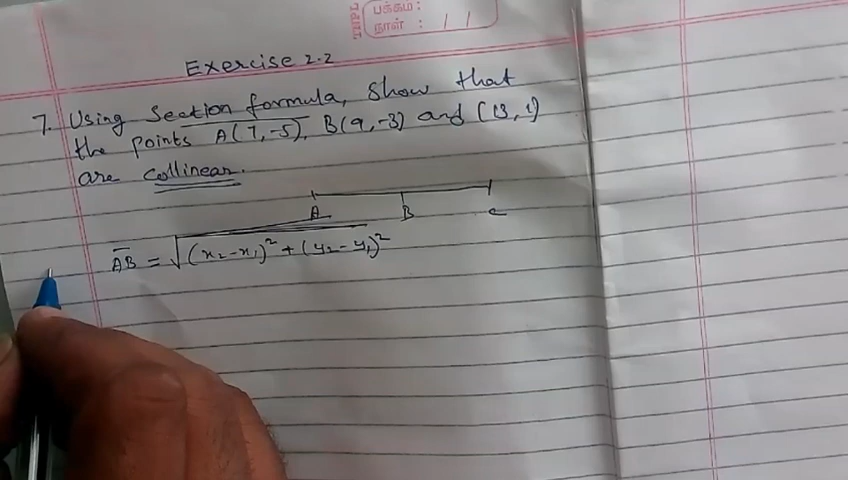 பக்கம்:
நாள் : / /
Exercise 2.2
7. Using Section formula, Show that
the points A(7,-5), B(9,-3) and (13,1)
are Collinear.
A B C
AB = √(x₂-x₁)² + (y₂-y₁)²